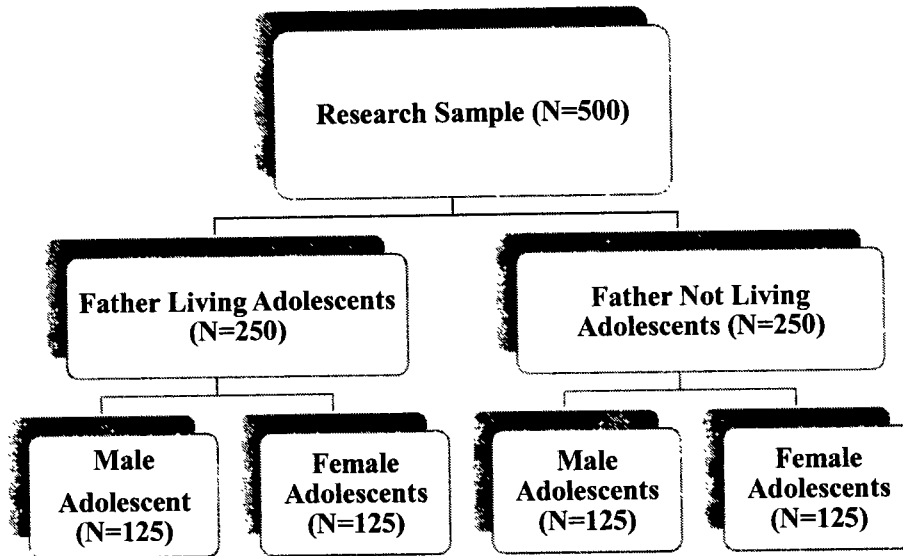 Research Sample (N=500)
Father Living Adolescents
(N=250)
Father Not Living
Adolescents (N=250)
Male
Adolescent
(N=125)
Female
Adolescents
(N=125)
Male
Adolescents
(N=125)
Female
Adolescents
(N=125)